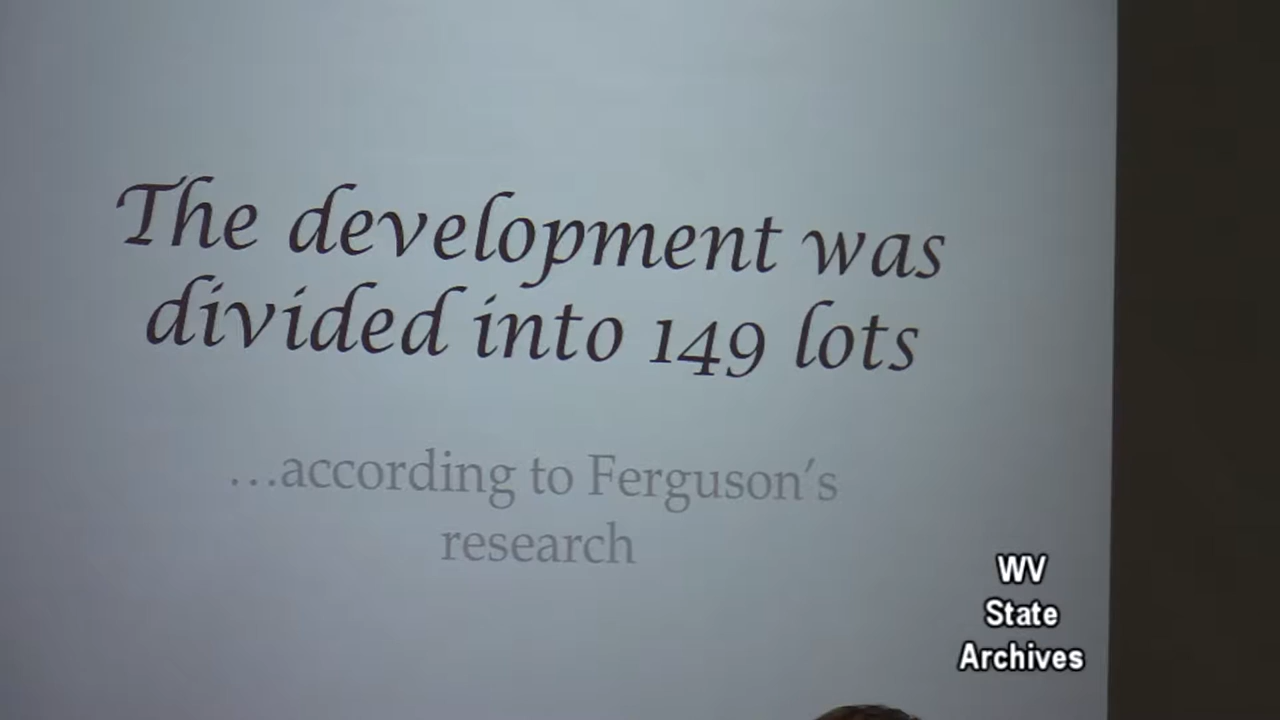 The development was
divided into 149 lots
...according to Ferguson's
research
WV
State
Archives